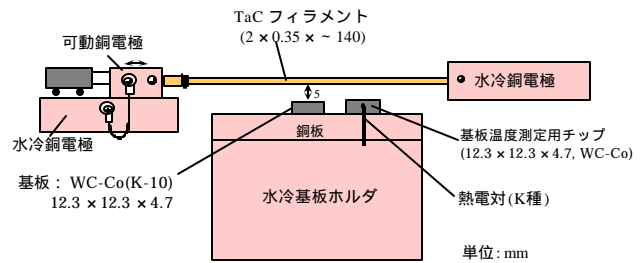 TaC フィラメント
(2 × 0.35 × ~ 140)
可動銅電極
水冷銅電極
5
水冷銅電極
銅板
基板温度測定用チップ
(12.3 × 12.3 × 4.7, WC-Co)
基板： WC-Co(K-10)
12.3 × 12.3 × 4.7
水冷基板ホルダ
熱電対(K種)
単位: mm